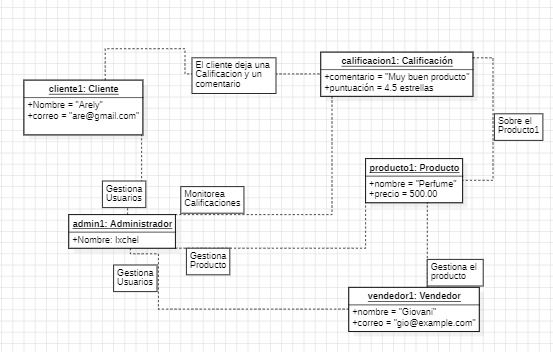 El cliente deja una
Calificacion y un
comentario
calificacion1: Calificación
+comentario = "Muy buen producto"
+puntuación = 4.5 estrellas
cliente1: Cliente
+Nombre = "Arely"
+correo = "are@gmail.com"
Sobre el
Producto1
producto1: Producto
+nombre = "Perfume"
+precio = 500.00
Gestiona
Usuarios
Monitorea
Calificaciones
admin1: Administrador
+Nombre: Ixchel
Gestiona
Producto
Gestiona
Usuarios
Gestiona el
producto
vendedor1: Vendedor
+nombre = "Giovani"
+correo = "gio@example.com"